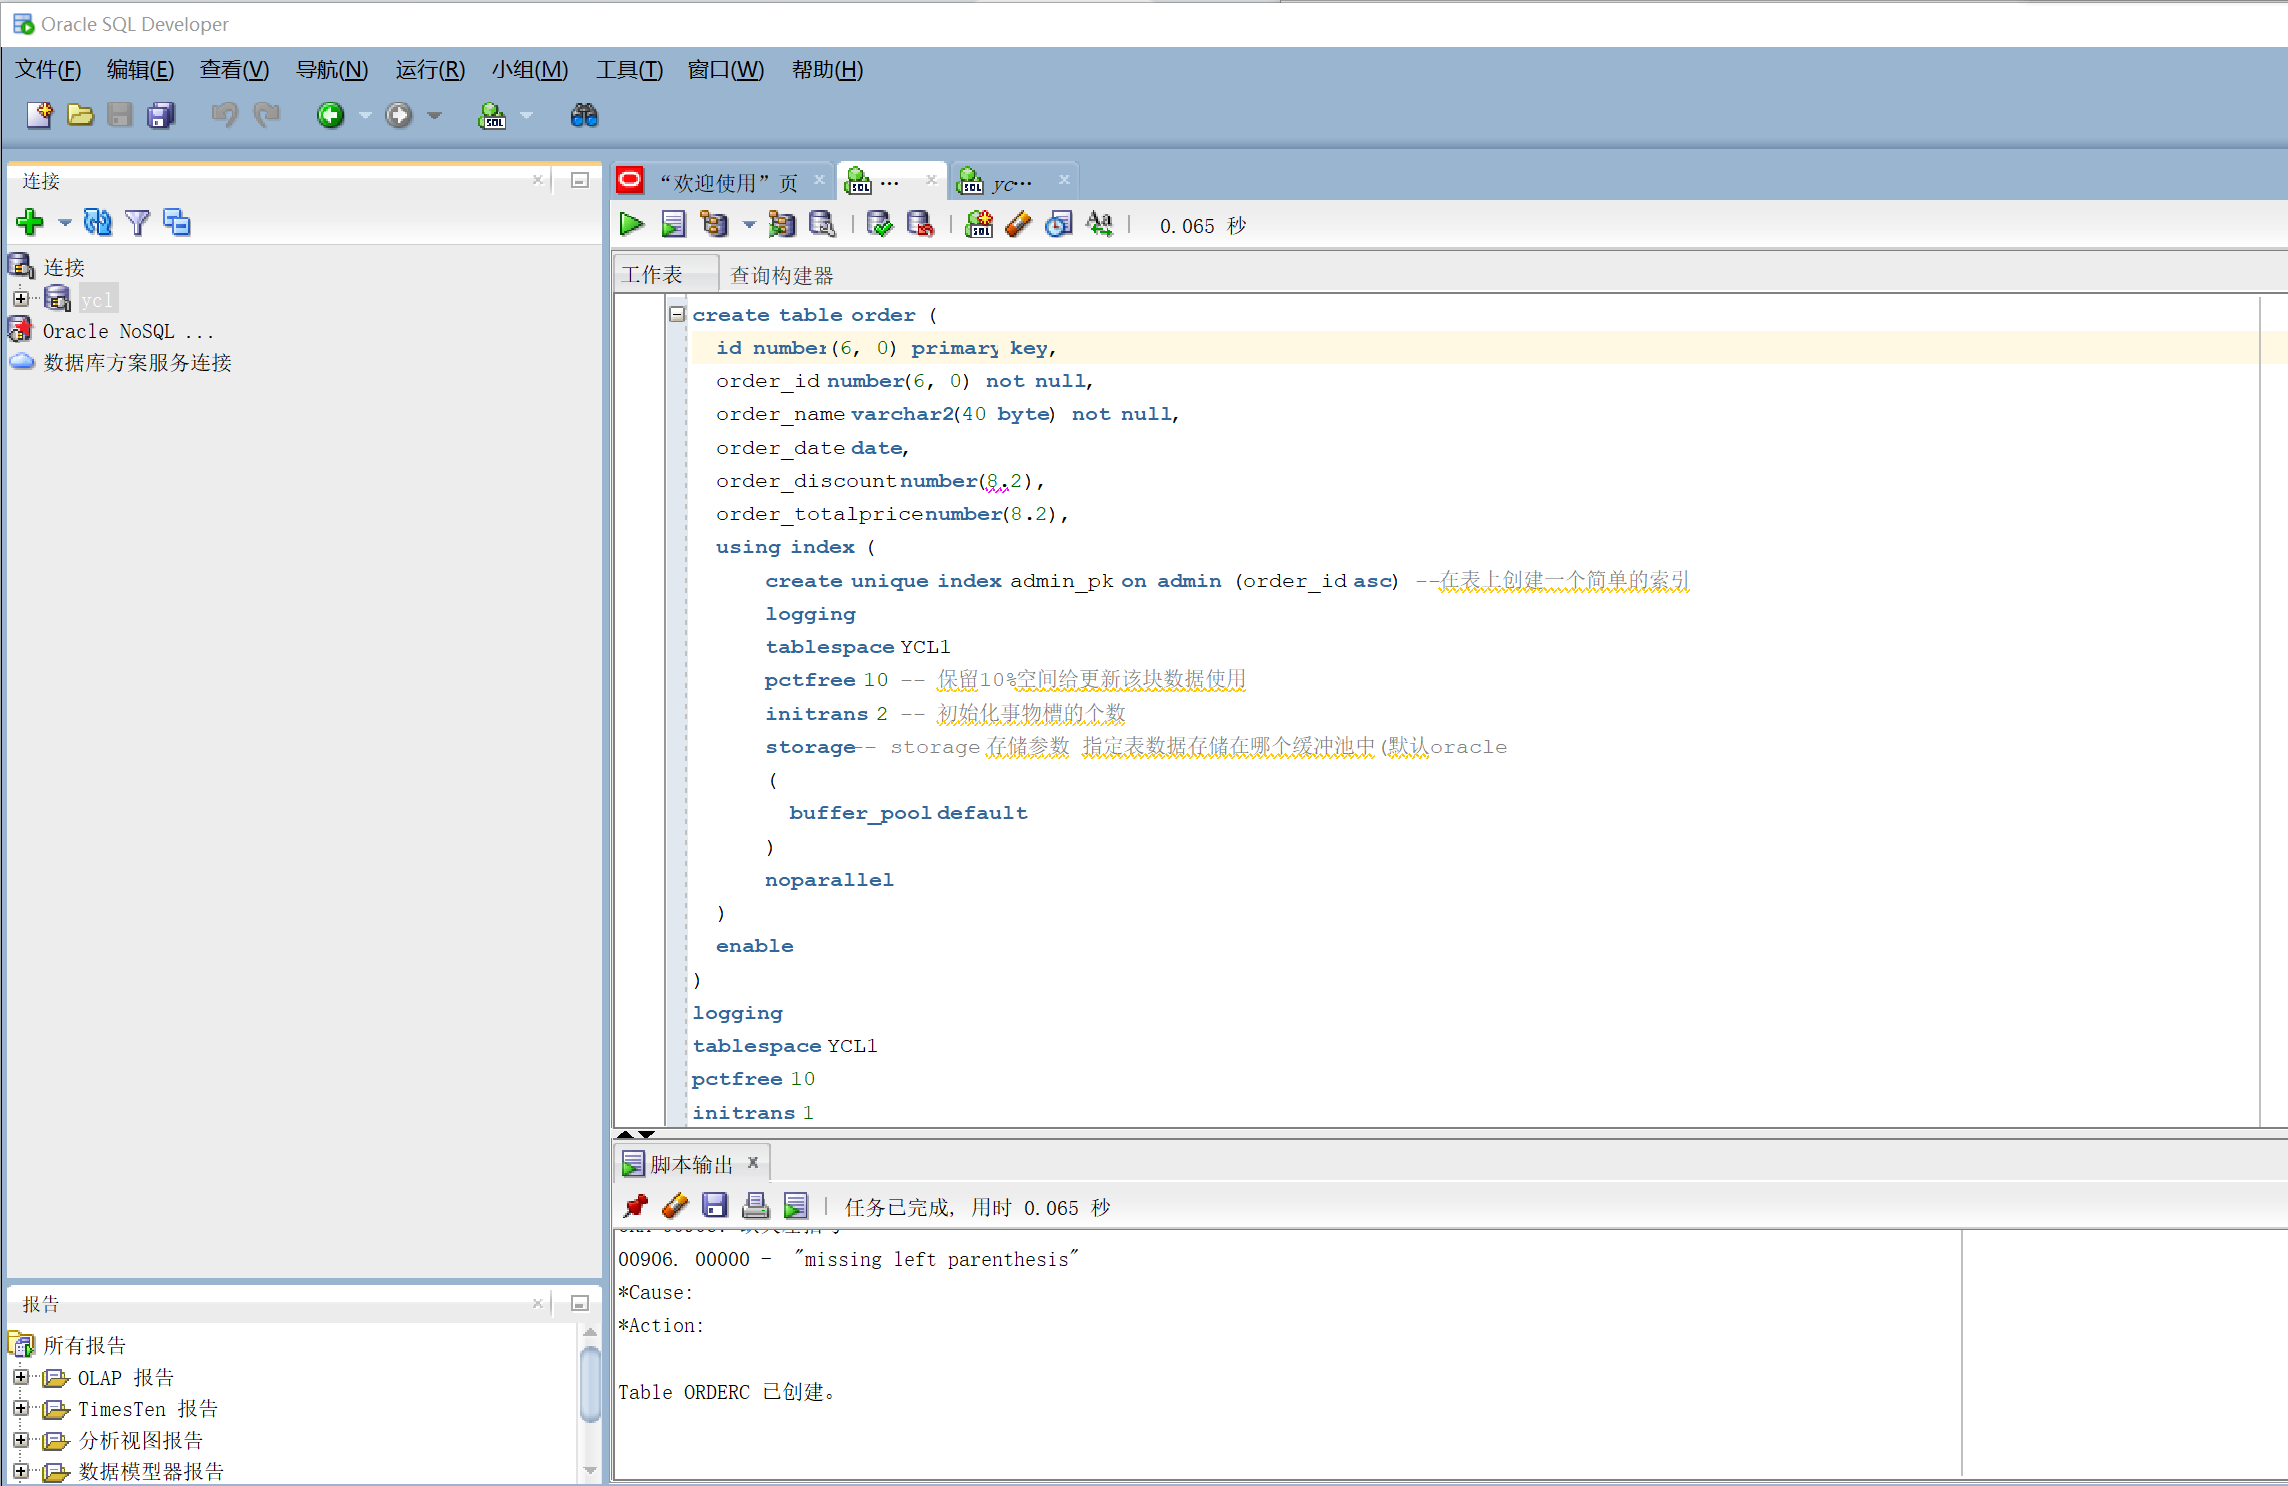 Oracle SQL Developer
文件(F) 编辑(E) 查看(V) 导航(N) 运行(R) 小组(M) 工具(T) 窗口(W) 帮助(H)
连接
连接
ycl
Oracle NoSQL ...
数据库方案服务连接
“欢迎使用”页 ... yc...
0.065 秒
工作表 查询构建器
create table order (
id number(6, 0) primary key,
order_id number(6, 0) not null,
order_name varchar2(40 byte) not null,
order_date date,
order_discount number(8.2),
order_totalprice number(8.2),
using index (
create unique index admin_pk on admin (order_id asc) --在表上创建一个简单的索引
logging
tablespace YCL1
pctfree 10 -- 保留10%空间给更新该块数据使用
initrans 2 -- 初始化事物槽的个数
storage-- storage 存储参数 指定表数据存储在哪个缓冲池中(默认oracle
(
buffer_pool default
)
noparallel
)
enable
)
logging
tablespace YCL1
pctfree 10
initrans 1
脚本输出
任务已完成, 用时 0.065 秒
00906. 00000 - "missing left parenthesis"
*Cause:
*Action:
Table ORDERC 已创建。
报告
所有报告
OLAP 报告
TimesTen 报告
分析视图报告
数据模型器报告